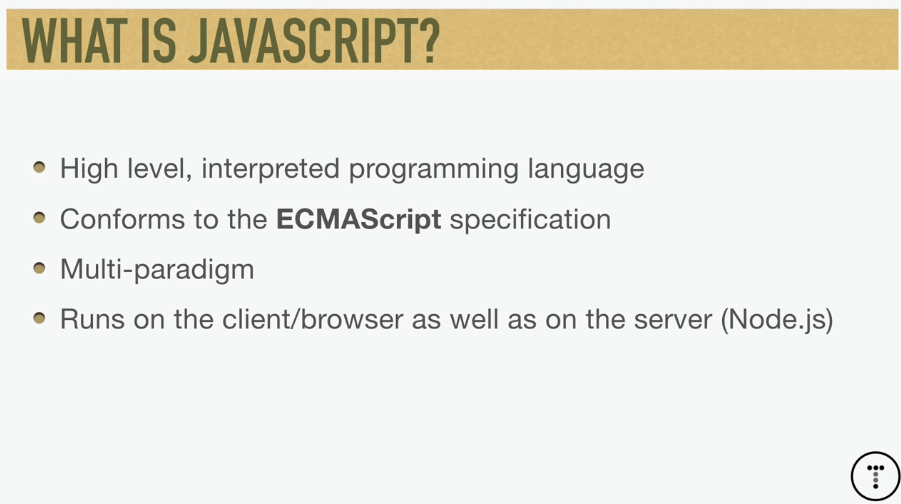 WHAT IS JAVASCRIPT?
High level, interpreted programming language
Conforms to the ECMAScript specification
Multi-paradigm
Runs on the client/browser as well as on the server (Node.js)